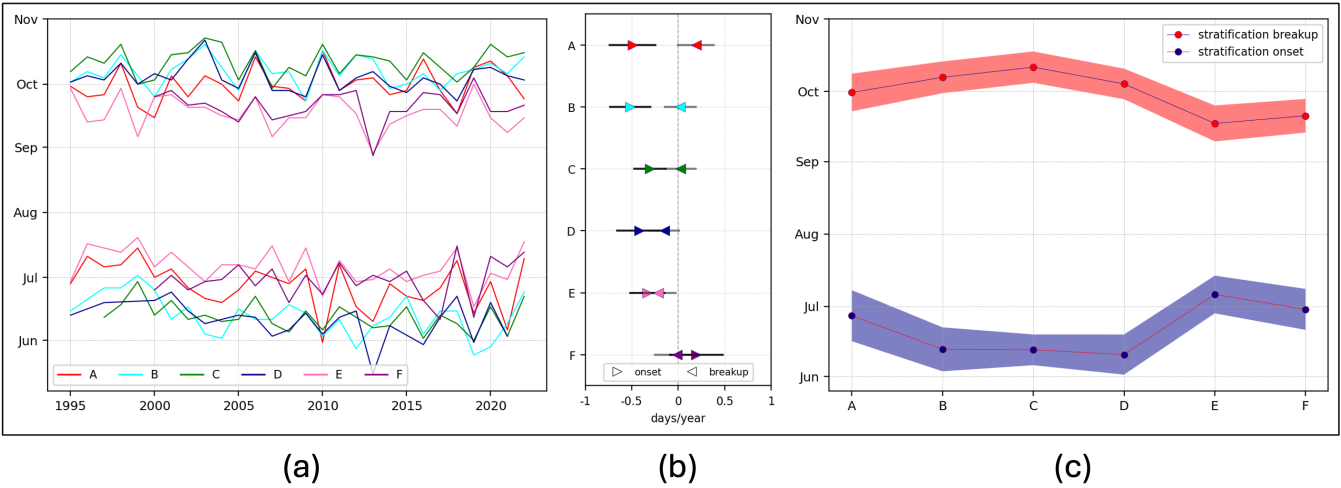 Nov
Oct
Sep
Aug
Jul
Jun
A B C D E F
1995 2000 2005 2010 2015 2020
(a)
A
B
C
D
E
F
onset breakup
-1 -0.5 0 0.5 1
days/year
(b)
Nov
Oct
Sep
Aug
Jul
Jun
stratification breakup
stratification onset
A B C D E F
(c)